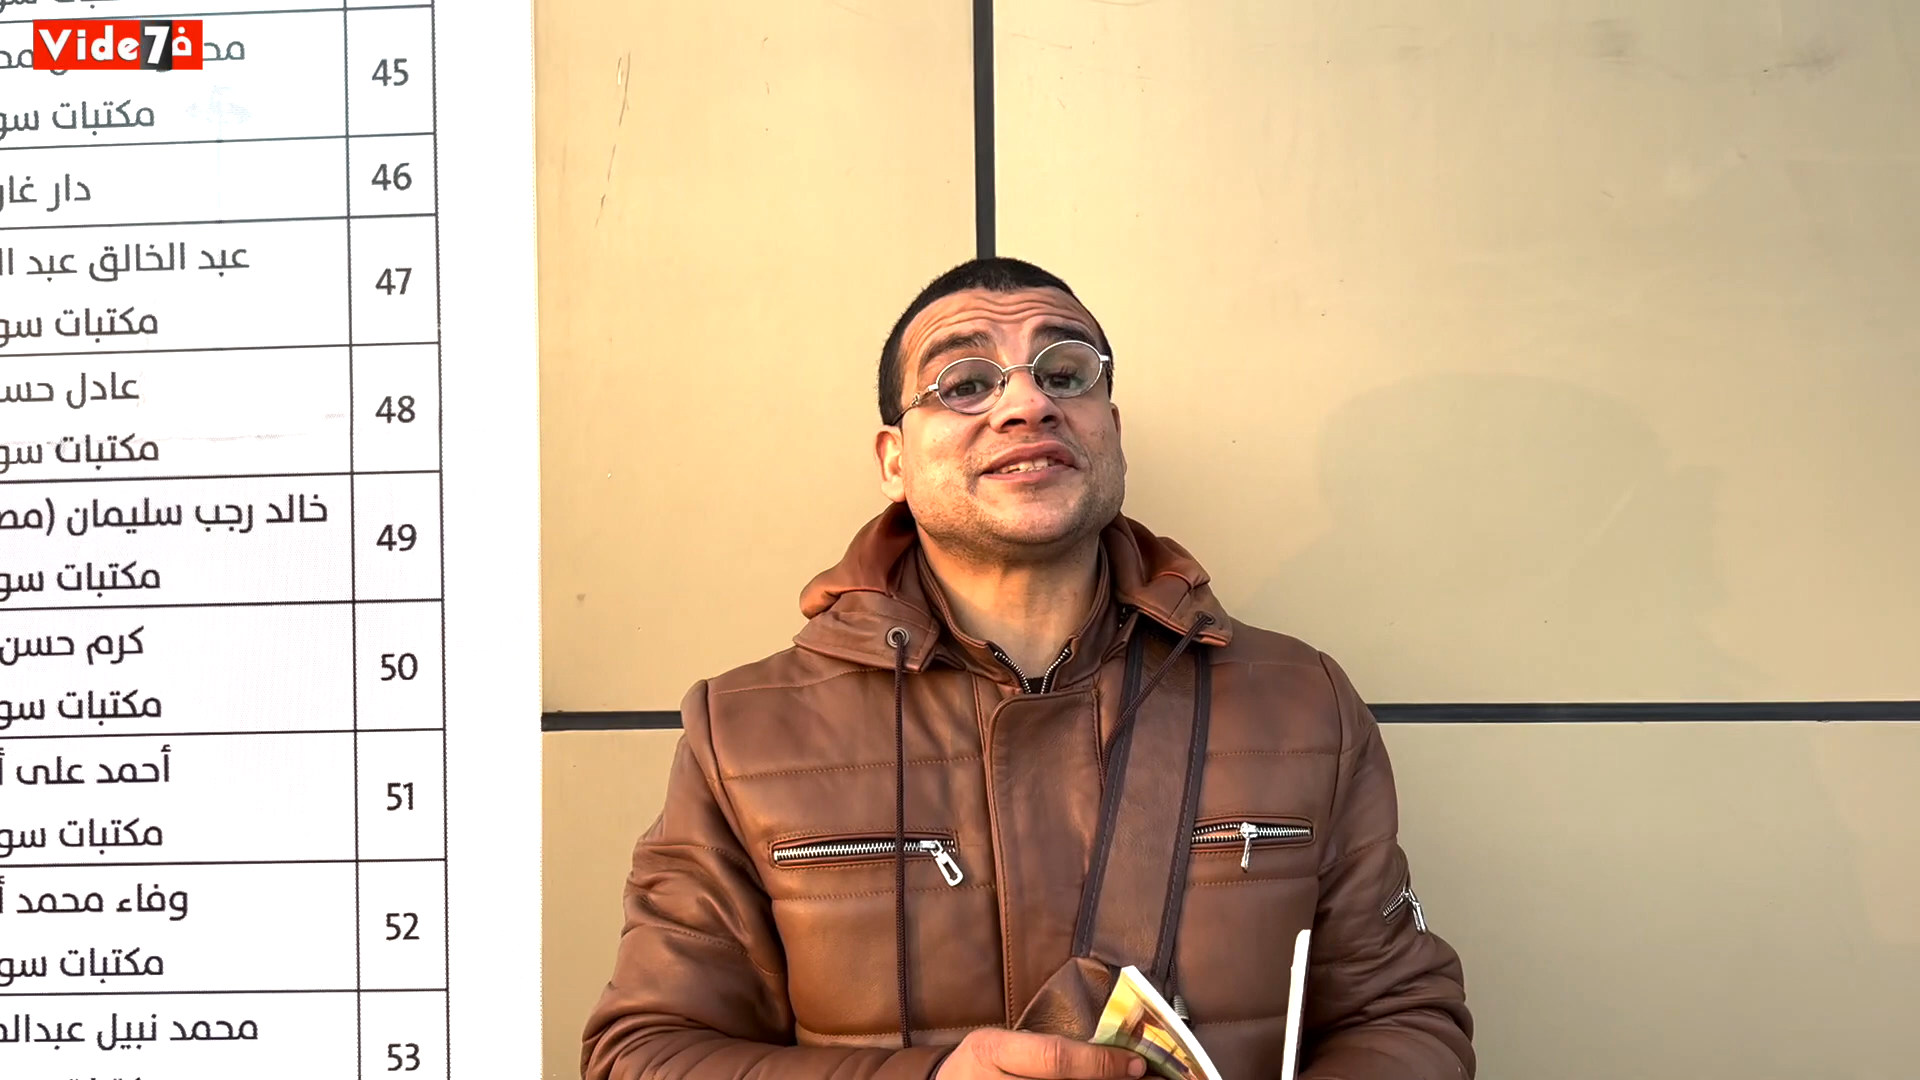 Vide7ف
45
مكتبات
46
دار
47
عبد الخالق عبد
مكتبات
48
عادل
مكتبات
49
خالد رجب سليمان
مكتبات
50
كرم حسن
مكتبات
51
أحمد على
مكتبات
52
وفاء محمد
مكتبات
53
محمد نبيل